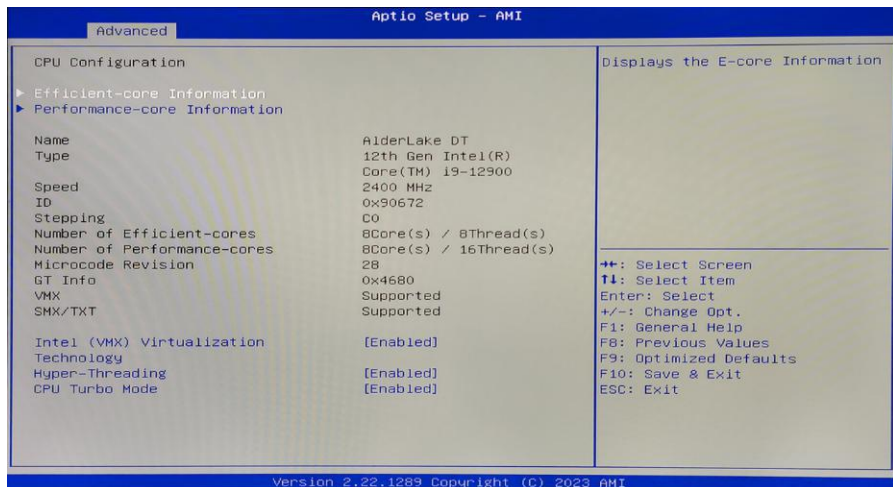 Aptio Setup – AMI
Advanced
CPU Configuration
Efficient-core Information
Performance-core Information
Name AlderLake DT
Type 12th Gen Intel(R)
Core(TM) i9-12900
Speed 2400 MHz
ID 0x90672
Stepping C0
Number of Efficient-cores 8Core(s) / 8Thread(s)
Number of Performance-cores 8Core(s) / 16Thread(s)
Microcode Revision 28
GT Info 0x4680
VMX Supported
SMX/TXT Supported
Intel (VMX) Virtualization [Enabled]
Technology
Hyper-Threading [Enabled]
CPU Turbo Mode [Enabled]
Displays the E-core Information
→←: Select Screen
↑↓: Select Item
Enter: Select
+/-: Change Opt.
F1: General Help
F8: Previous Values
F9: Optimized Defaults
F10: Save & Exit
ESC: Exit
Version 2.22.1289 Copyright (C) 2023 AMI